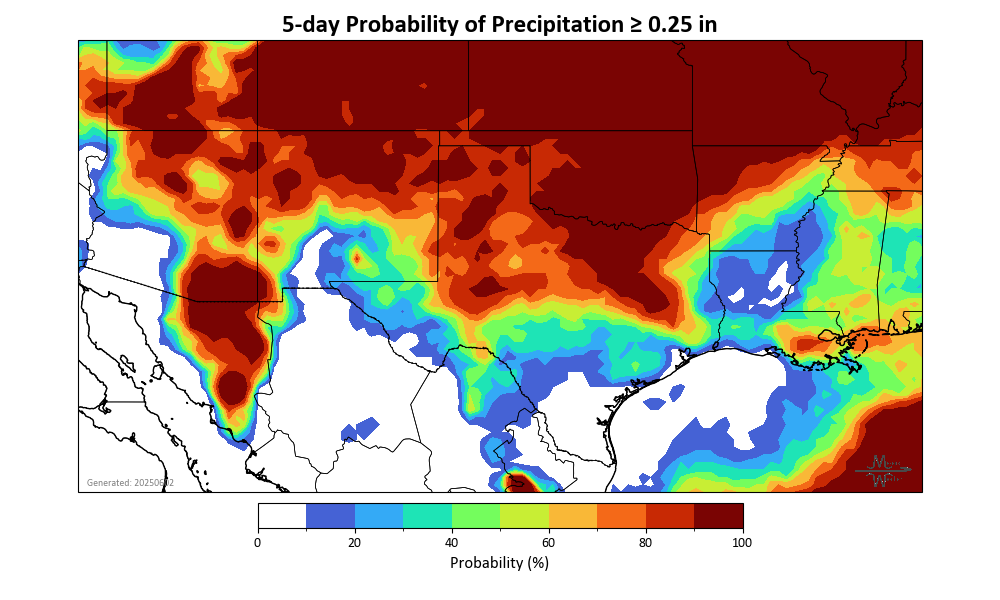 5-day Probability of Precipitation ≥ 0.25 in
Generated: 20250602
0 20 40 60 80 100
Probability (%)